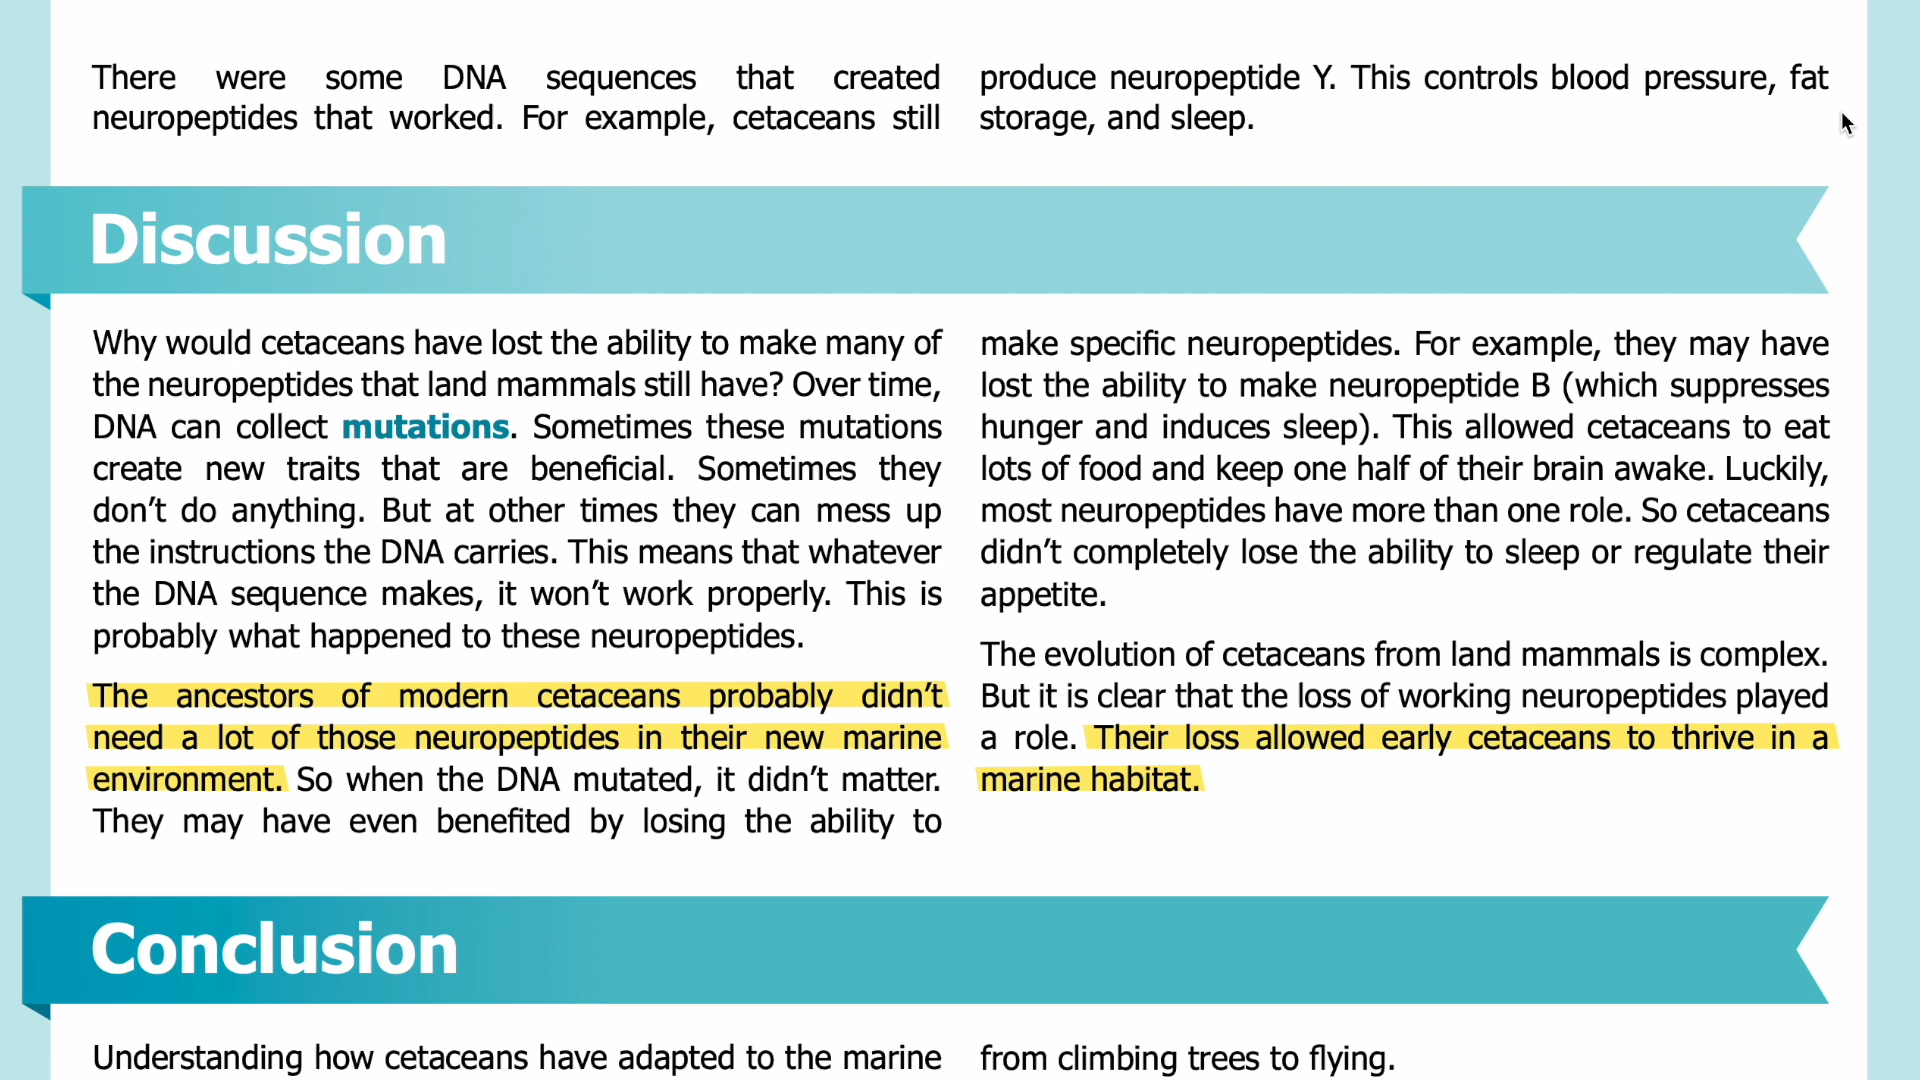 There were some DNA sequences that created
neuropeptides that worked. For example, cetaceans still
produce neuropeptide Y. This controls blood pressure, fat
storage, and sleep.
Discussion
Why would cetaceans have lost the ability to make many of
the neuropeptides that land mammals still have? Over time,
DNA can collect mutations. Sometimes these mutations
create new traits that are beneficial. Sometimes they
don’t do anything. But at other times they can mess up
the instructions the DNA carries. This means that whatever
the DNA sequence makes, it won’t work properly. This is
probably what happened to these neuropeptides.
The ancestors of modern cetaceans probably didn’t
need a lot of those neuropeptides in their new marine
environment. So when the DNA mutated, it didn’t matter.
They may have even benefited by losing the ability to
make specific neuropeptides. For example, they may have
lost the ability to make neuropeptide B (which suppresses
hunger and induces sleep). This allowed cetaceans to eat
lots of food and keep one half of their brain awake. Luckily,
most neuropeptides have more than one role. So cetaceans
didn’t completely lose the ability to sleep or regulate their
appetite.
The evolution of cetaceans from land mammals is complex.
But it is clear that the loss of working neuropeptides played
a role. Their loss allowed early cetaceans to thrive in a
marine habitat.
Conclusion
Understanding how cetaceans have adapted to the marine
from climbing trees to flying.